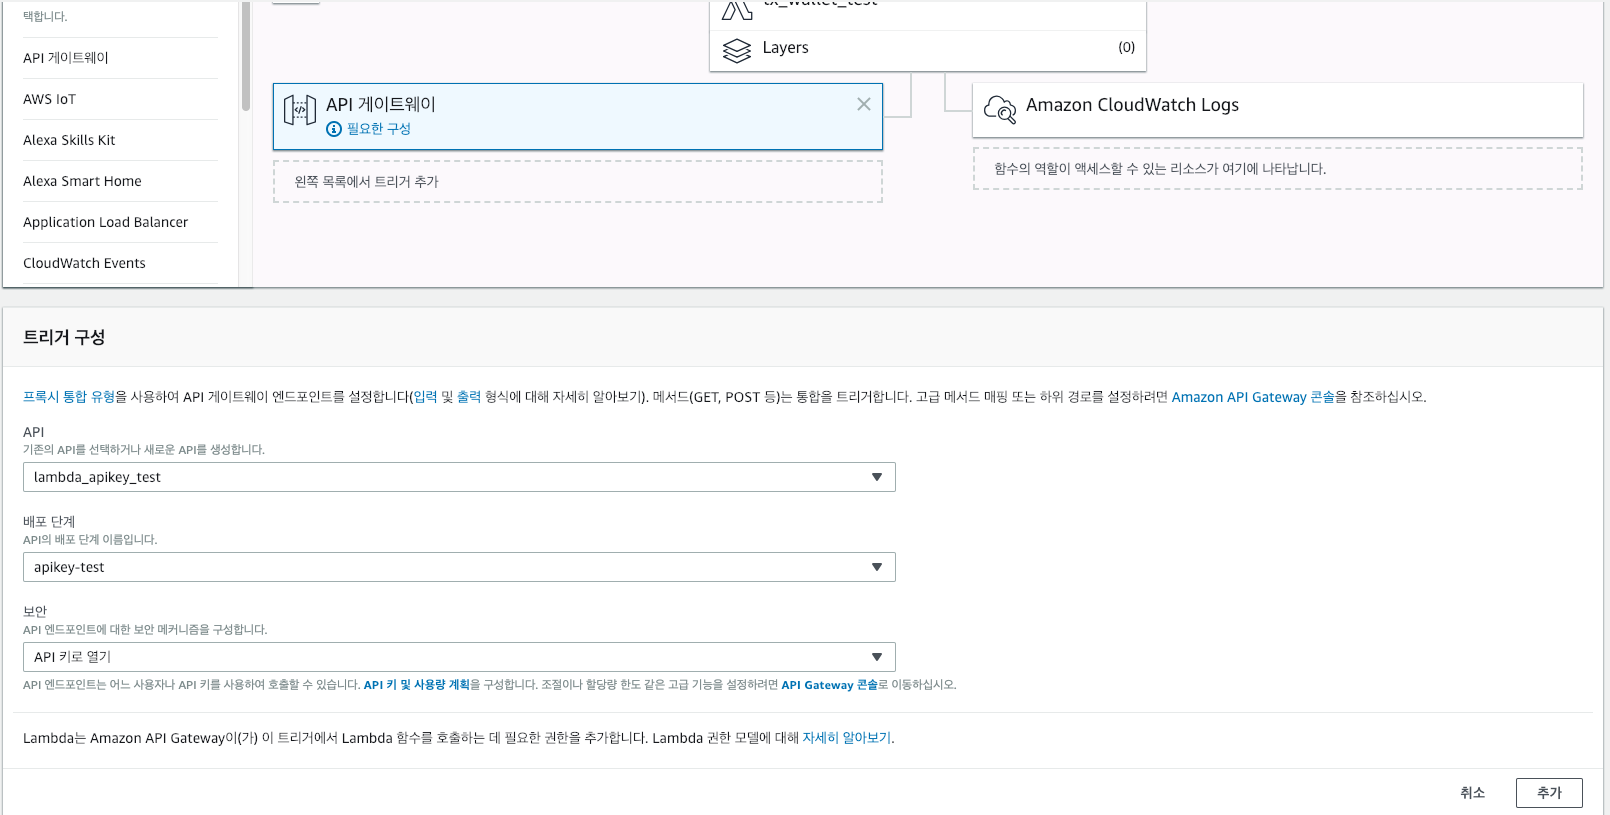 택합니다.
API 게이트웨이
AWS IoT
Alexa Skills Kit
Alexa Smart Home
Application Load Balancer
CloudWatch Events
tx_wallet_test
Layers (0)
API 게이트웨이
필요한 구성
왼쪽 목록에서 트리거 추가
Amazon CloudWatch Logs
함수의 역할이 액세스할 수 있는 리소스가 여기에 나타납니다.
트리거 구성
프록시 통합 유형을 사용하여 API 게이트웨이 엔드포인트를 설정합니다(입력 및 출력 형식에 대해 자세히 알아보기). 메서드(GET, POST 등)는 통합을 트리거합니다. 고급 메서드 매핑 또는 하위 경로를 설정하려면 Amazon API Gateway 콘솔을 참조하십시오.
API
기존의 API를 선택하거나 새로운 API를 생성합니다.
lambda_apikey_test
배포 단계
API의 배포 단계 이름입니다.
apikey-test
보안
API 엔드포인트에 대한 보안 메커니즘을 구성합니다.
API 키로 열기
API 엔드포인트는 어느 사용자나 API 키를 사용하여 호출할 수 있습니다. API 키 및 사용량 계획을 구성합니다. 조절이나 할당량 한도 같은 고급 기능을 설정하려면 API Gateway 콘솔로 이동하십시오.
Lambda는 Amazon API Gateway이(가) 이 트리거에서 Lambda 함수를 호출하는 데 필요한 권한을 추가합니다. Lambda 권한 모델에 대해 자세히 알아보기.
취소 추가